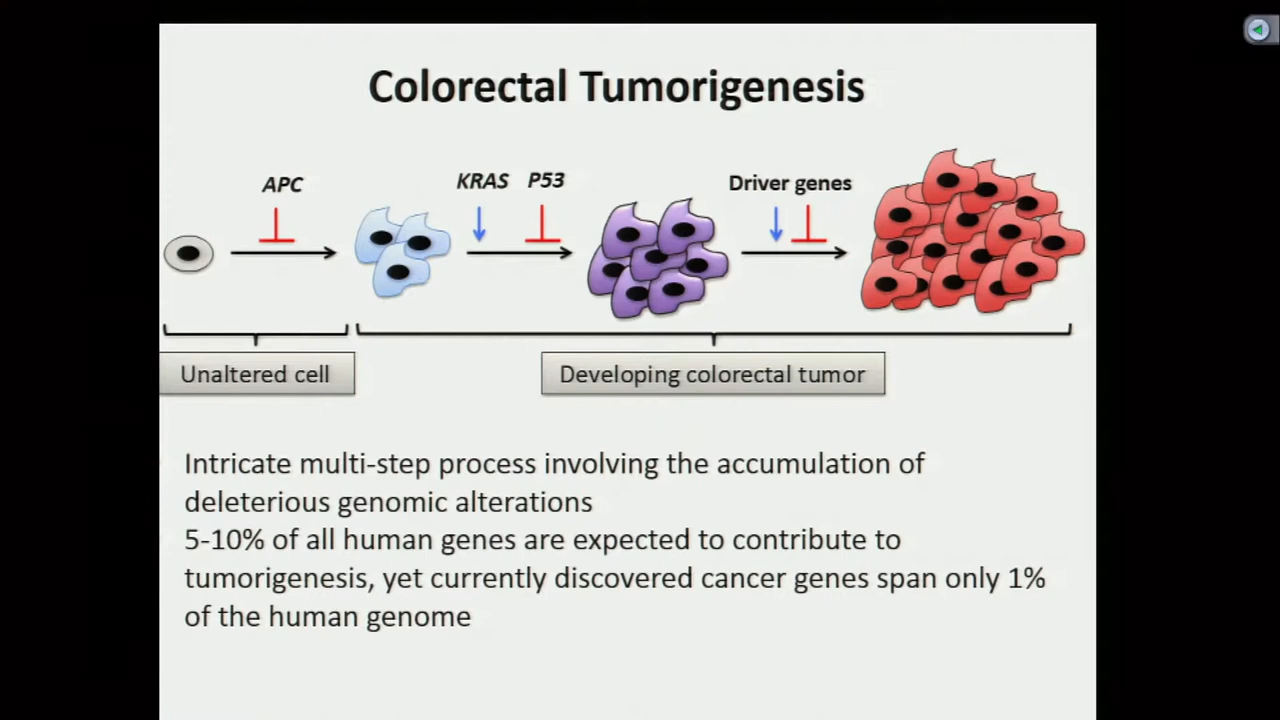 Colorectal Tumorigenesis
APC
KRAS P53
Driver genes
Unaltered cell
Developing colorectal tumor
Intricate multi-step process involving the accumulation of
deleterious genomic alterations
5-10% of all human genes are expected to contribute to
tumorigenesis, yet currently discovered cancer genes span only 1%
of the human genome